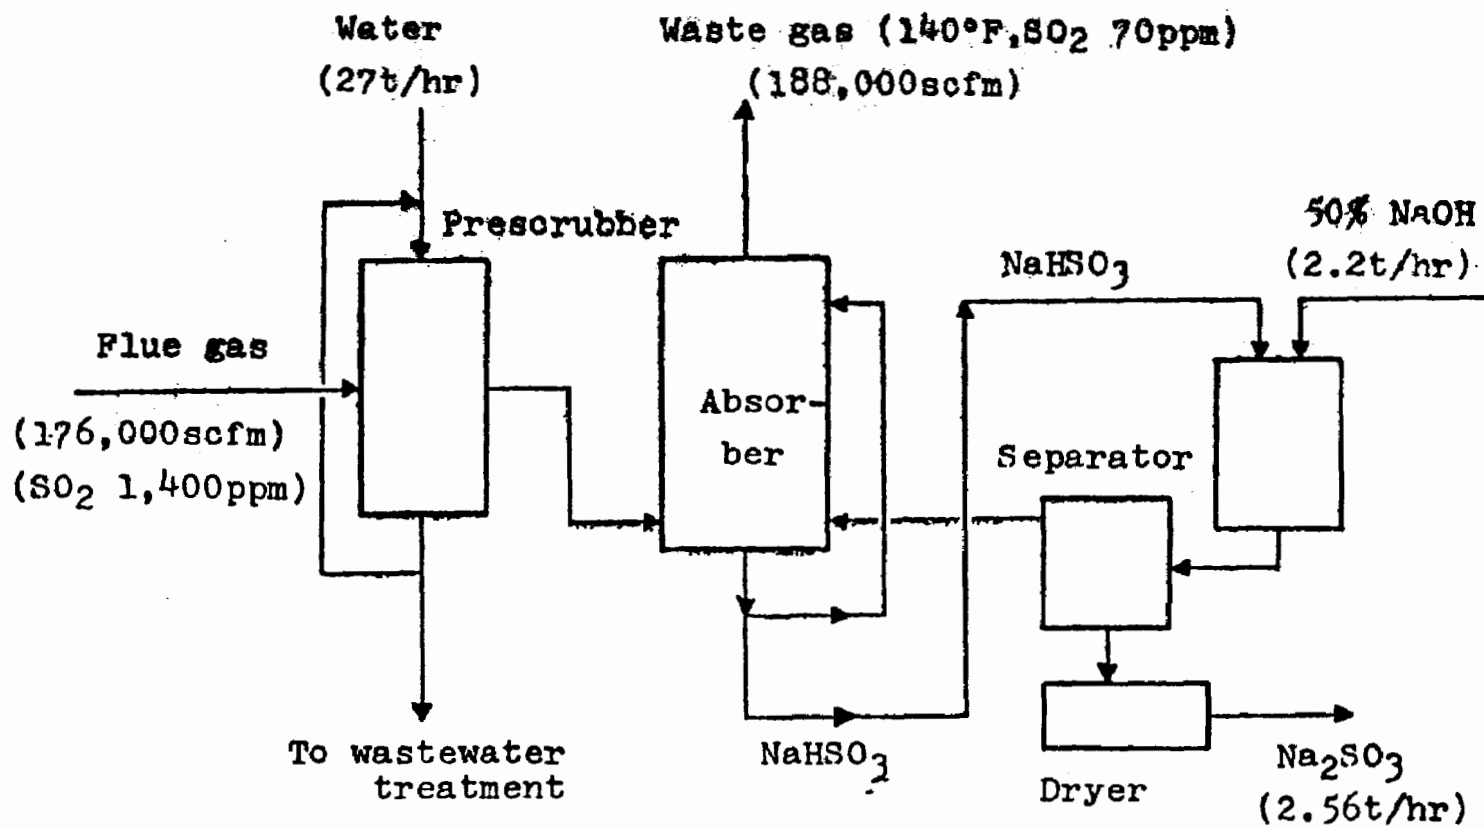 Water
(27t/hr)
Waste gas (140°F,SO2 70ppm)
(188,000scfm)
Prescrubber
50% NaOH
(2.2t/hr)
NaHSO3
Flue gas
(176,000scfm)
(SO2 1,400ppm)
Absor-
ber
Separator
To wastewater
treatment
NaHSO3
Dryer
Na2SO3
(2.56t/hr)